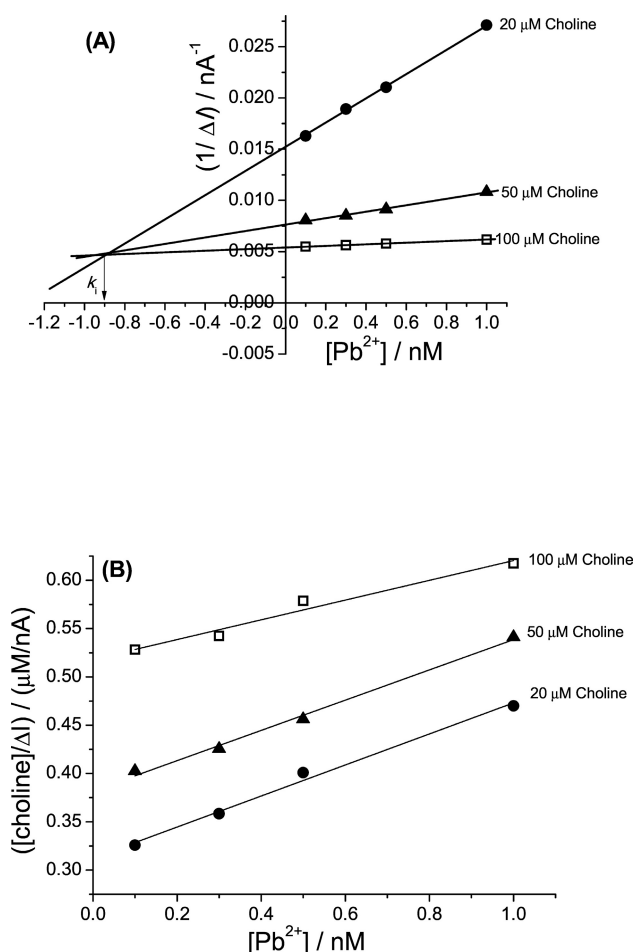 (A)
(1/ ΔI) / nA⁻¹
20 μM Choline
0.025
0.020
0.015
0.010
50 μM Choline
0.005
100 μM Choline
kᵢ
0.000
-1.2 -1.0 -0.8 -0.6 -0.4 -0.2 0.0 0.2 0.4 0.6 0.8 1.0
-0.005
[Pb²⁺] / nM
(B)
([choline]/ΔI) / (μM/nA)
0.60
100 μM Choline
0.55
50 μM Choline
0.50
20 μM Choline
0.45
0.40
0.35
0.30
0.0 0.2 0.4 0.6 0.8 1.0
[Pb²⁺] / nM